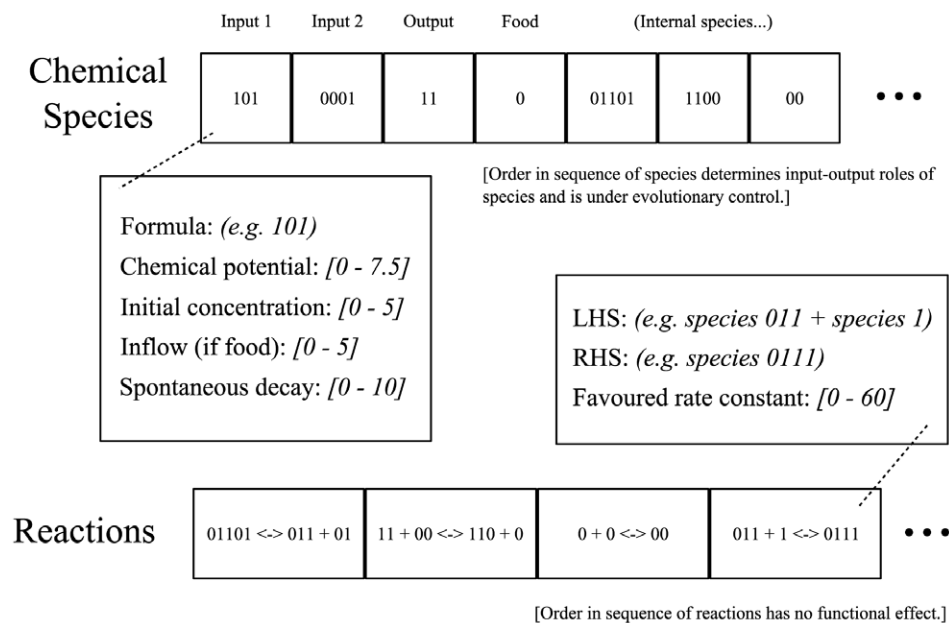 Input 1 Input 2 Output Food (Internal species...)
Chemical
Species
101 0001 11 0 01101 1100 00 •••
[Order in sequence of species determines input-output roles of
species and is under evolutionary control.]
Formula: (e.g. 101)
Chemical potential: [0 - 7.5]
Initial concentration: [0 - 5]
Inflow (if food): [0 - 5]
Spontaneous decay: [0 - 10]
LHS: (e.g. species 011 + species 1)
RHS: (e.g. species 0111)
Favoured rate constant: [0 - 60]
Reactions
01101 <-> 011 + 01 11 + 00 <-> 110 + 0 0 + 0 <-> 00 011 + 1 <-> 0111 •••
[Order in sequence of reactions has no functional effect.]